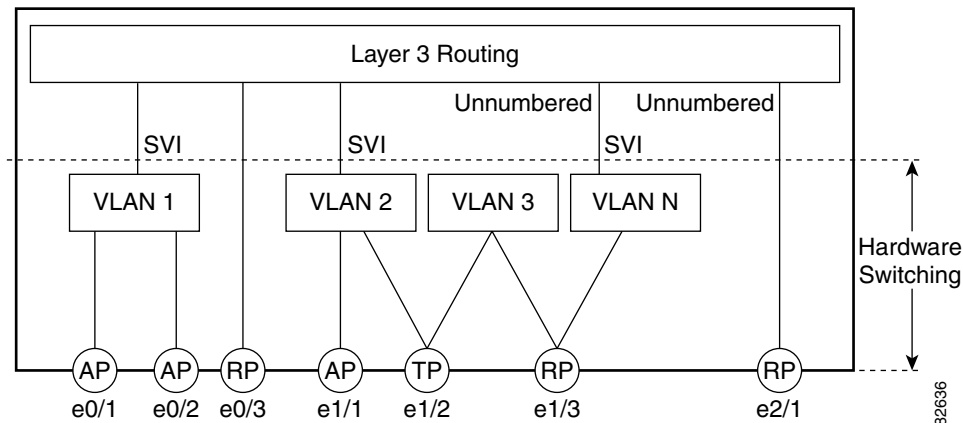 Layer 3 Routing
Unnumbered
Unnumbered
SVI
SVI
SVI
VLAN 1
VLAN 2
VLAN 3
VLAN N
Hardware
Switching
AP
AP
RP
AP
TP
RP
RP
e0/1
e0/2
e0/3
e1/1
e1/2
e1/3
e2/1
82636